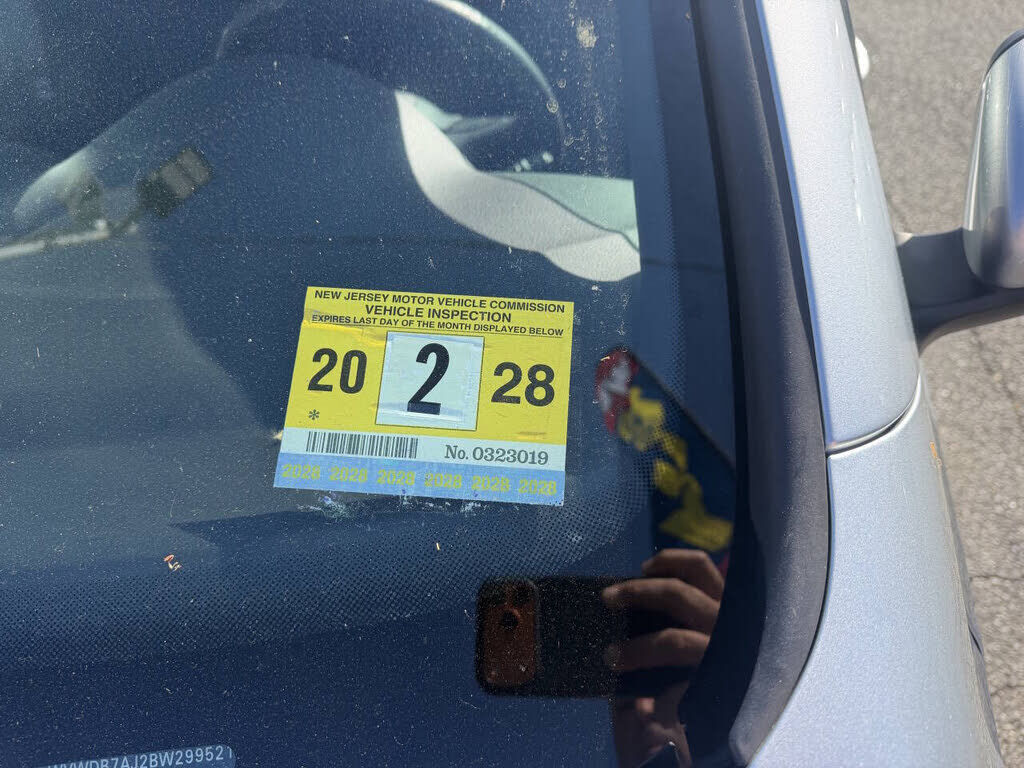 NEW JERSEY MOTOR VEHICLE COMMISSION
VEHICLE INSPECTION
EXPIRES LAST DAY OF THE MONTH DISPLAYED BELOW
20 2 28
*
No. 0323019
2028 2028 2028 2028 2028 2028
WVWDB7AJ2BW299521